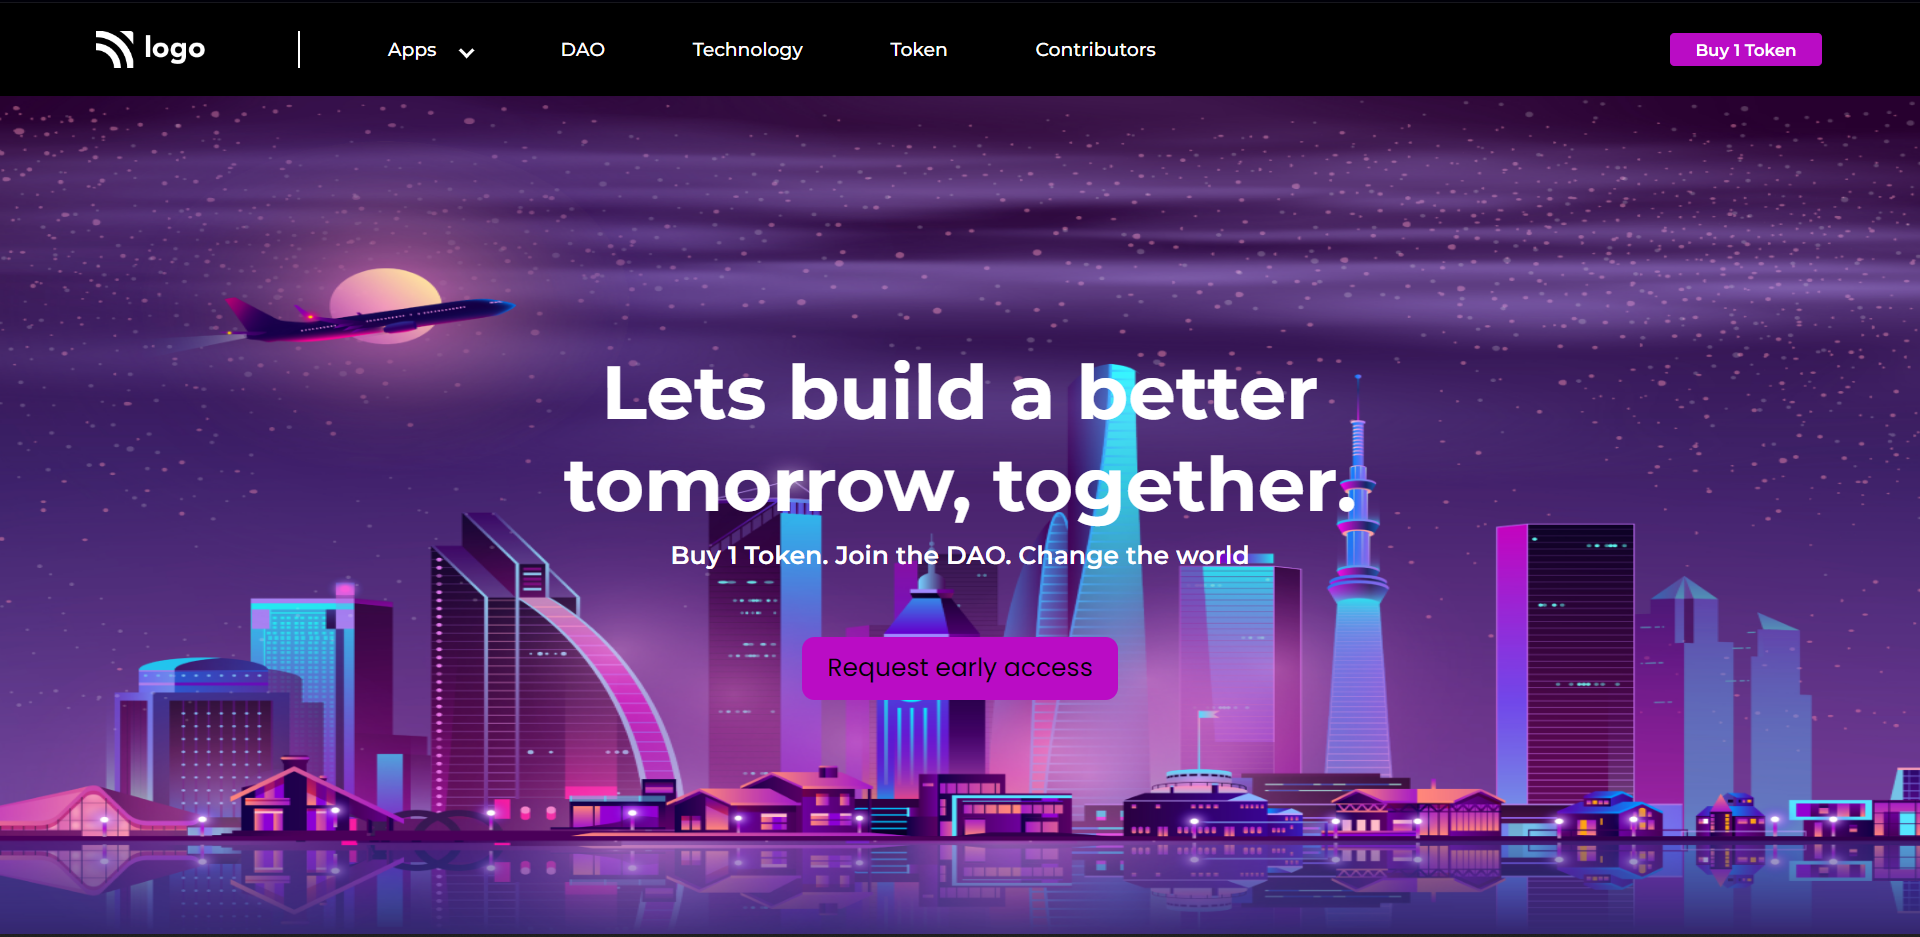 logo
Apps
DAO
Technology
Token
Contributors
Buy 1 Token
Lets build a better
tomorrow, together.
Buy 1 Token. Join the DAO. Change the world
Request early access